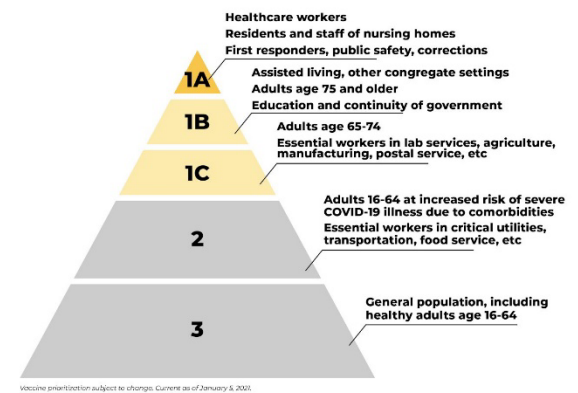 Healthcare workers
Residents and staff of nursing homes
First responders, public safety, corrections
1A
Assisted living, other congregate settings
Adults age 75 and older
Education and continuity of government
1B
Adults age 65-74
Essential workers in lab services, agriculture,
manufacturing, postal service, etc
1C
Adults 16-64 at increased risk of severe
COVID-19 illness due to comorbidities
Essential workers in critical utilities,
transportation, food service, etc
2
General population, including
healthy adults age 16-64
3
Vaccine prioritization subject to change. Current as of January 5, 2021.